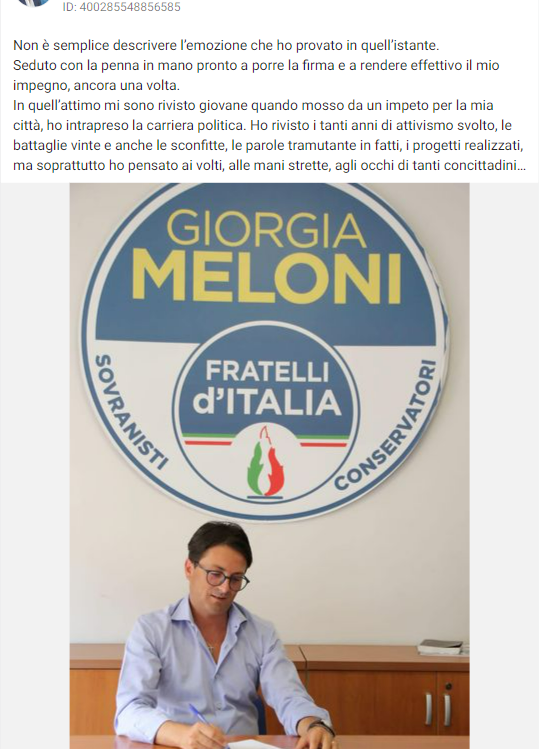 ID: 400285548856585
Non è semplice descrivere l'emozione che ho provato in quell'istante.
Seduto con la penna in mano pronto a porre la firma e a rendere effettivo il mio
impegno, ancora una volta.
In quell'attimo mi sono rivisto giovane quando mosso da un impeto per la mia
città, ho intrapreso la carriera politica. Ho rivisto i tanti anni di attivismo svolto, le
battaglie vinte e anche le sconfitte, le parole tramutante in fatti, i progetti realizzati,
ma soprattutto ho pensato ai volti, alle mani strette, agli occhi di tanti concittadini…
GIORGIA
MELONI
FRATELLI
d'ITALIA
SOVRANISTI
CONSERVATORI